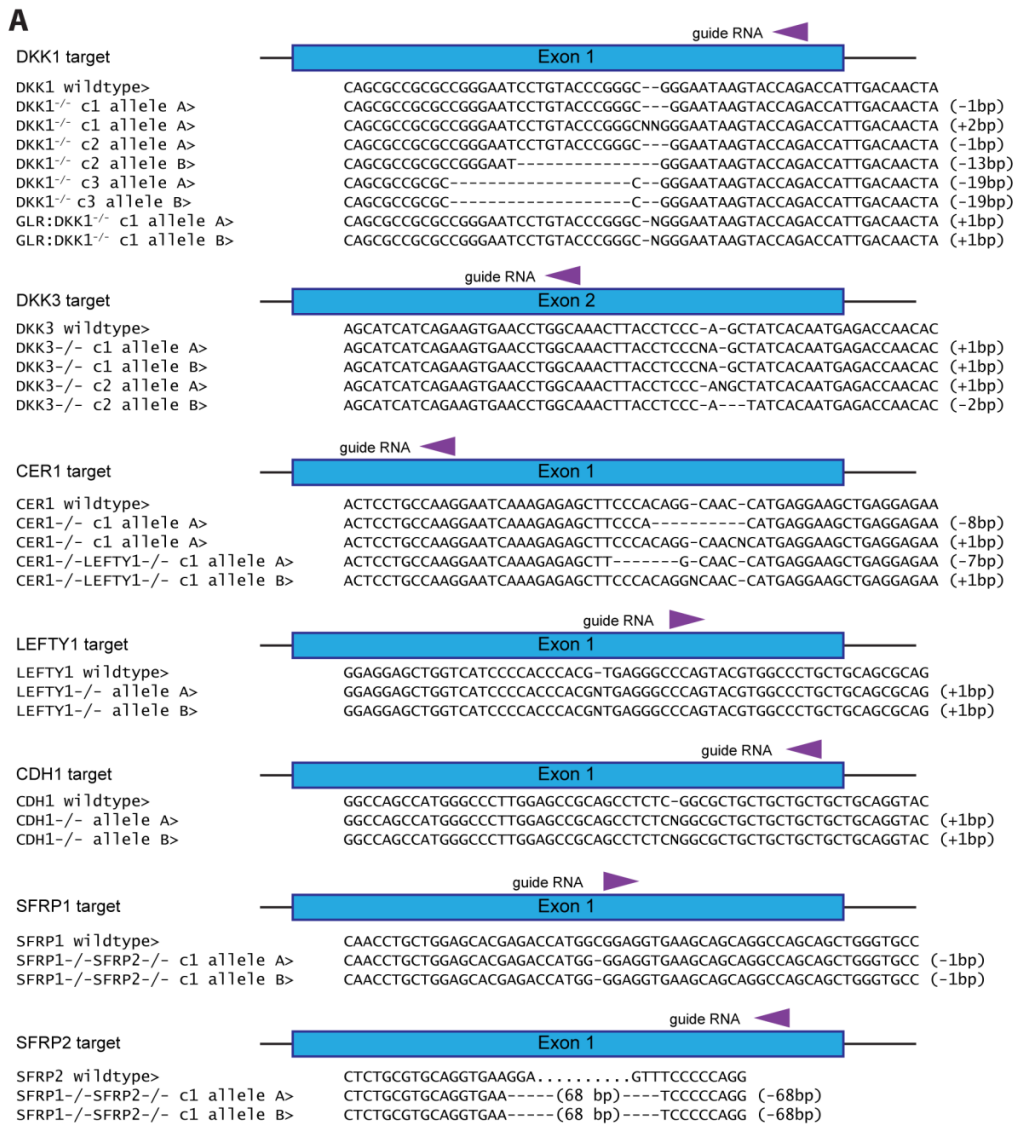 A
guide RNA
DKK1 target
Exon 1
DKK1 wildtype> CAGCGCCGCGCCGGGAATCCTGTACCCGGGC--GGGAATAAGTACCAGACCATTGACAACTA
DKK1-/- c1 allele A> CAGCGCCGCGCCGGGAATCCTGTACCCGGGC---GGAATAAGTACCAGACCATTGACAACTA (-1bp)
DKK1-/- c1 allele A> CAGCGCCGCGCCGGGAATCCTGTACCCGGGCNNGGGAATAAGTACCAGACCATTGACAACTA (+2bp)
DKK1-/- c2 allele A> CAGCGCCGCGCCGGGAATCCTGTACCCGGGC---GGAATAAGTACCAGACCATTGACAACTA (-1bp)
DKK1-/- c2 allele B> CAGCGCCGCGCCGGGAAT---------------GGGAATAAGTACCAGACCATTGACAACTA (-13bp)
DKK1-/- c3 allele A> CAGCGCCGCGC-------------------C--GGGAATAAGTACCAGACCATTGACAACTA (-19bp)
DKK1-/- c3 allele B> CAGCGCCGCGC-------------------C--GGGAATAAGTACCAGACCATTGACAACTA (-19bp)
GLR:DKK1-/- c1 allele A> CAGCGCCGCGCCGGGAATCCTGTACCCGGGC-NGGGAATAAGTACCAGACCATTGACAACTA (+1bp)
GLR:DKK1-/- c1 allele B> CAGCGCCGCGCCGGGAATCCTGTACCCGGGC-NGGGAATAAGTACCAGACCATTGACAACTA (+1bp)
guide RNA
DKK3 target
Exon 2
DKK3 wildtype> AGCATCATCAGAAGTGAACCTGGCAAACTTACCTCCC-A-GCTATCACAATGAGACCAACAC
DKK3-/- c1 allele A> AGCATCATCAGAAGTGAACCTGGCAAACTTACCTCCCNA-GCTATCACAATGAGACCAACAC (+1bp)
DKK3-/- c1 allele B> AGCATCATCAGAAGTGAACCTGGCAAACTTACCTCCCNA-GCTATCACAATGAGACCAACAC (+1bp)
DKK3-/- c2 allele A> AGCATCATCAGAAGTGAACCTGGCAAACTTACCTCCC-ANGCTATCACAATGAGACCAACAC (+1bp)
DKK3-/- c2 allele B> AGCATCATCAGAAGTGAACCTGGCAAACTTACCTCCC-A---TATCACAATGAGACCAACAC (-2bp)
guide RNA
CER1 target
Exon 1
CER1 wildtype> ACTCCTGCCAAGGAATCAAAGAGAGCTTCCCACAGG-CAAC-CATGAGGAAGCTGAGGAGAA
CER1-/- c1 allele A> ACTCCTGCCAAGGAATCAAAGAGAGCTTCCCA----------CATGAGGAAGCTGAGGAGAA (-8bp)
CER1-/- c1 allele A> ACTCCTGCCAAGGAATCAAAGAGAGCTTCCCACAGG-CAACNCATGAGGAAGCTGAGGAGAA (+1bp)
CER1-/-LEFTY1-/- c1 allele A> ACTCCTGCCAAGGAATCAAAGAGAGCTT-------G-CAAC-CATGAGGAAGCTGAGGAGAA (-7bp)
CER1-/-LEFTY1-/- c1 allele B> ACTCCTGCCAAGGAATCAAAGAGAGCTTCCCACAGGNCAAC-CATGAGGAAGCTGAGGAGAA (+1bp)
guide RNA
LEFTY1 target
Exon 1
LEFTY1 wildtype> GGAGGAGCTGGTCATCCCCACCCACG-TGAGGGCCCAGTACGTGGCCCTGCTGCAGCGCAG
LEFTY1-/- allele A> GGAGGAGCTGGTCATCCCCACCCACGNTGAGGGCCCAGTACGTGGCCCTGCTGCAGCGCAG (+1bp)
LEFTY1-/- allele B> GGAGGAGCTGGTCATCCCCACCCACGNTGAGGGCCCAGTACGTGGCCCTGCTGCAGCGCAG (+1bp)
guide RNA
CDH1 target
Exon 1
CDH1 wildtype> GGCCAGCCATGGGCCCTTGGAGCCGCAGCCTCTC-GGCGCTGCTGCTGCTGCTGCAGGTAC
CDH1-/- allele A> GGCCAGCCATGGGCCCTTGGAGCCGCAGCCTCTCNGGCGCTGCTGCTGCTGCTGCAGGTAC (+1bp)
CDH1-/- allele B> GGCCAGCCATGGGCCCTTGGAGCCGCAGCCTCTCNGGCGCTGCTGCTGCTGCTGCAGGTAC (+1bp)
guide RNA
SFRP1 target
Exon 1
SFRP1 wildtype> CAACCTGCTGGAGCACGAGACCATGGCGGAGGTGAAGCAGCAGGCCAGCAGCTGGGTGCC
SFRP1-/-SFRP2-/- c1 allele A> CAACCTGCTGGAGCACGAGACCATGG-GGAGGTGAAGCAGCAGGCCAGCAGCTGGGTGCC (-1bp)
SFRP1-/-SFRP2-/- c1 allele B> CAACCTGCTGGAGCACGAGACCATGG-GGAGGTGAAGCAGCAGGCCAGCAGCTGGGTGCC (-1bp)
guide RNA
SFRP2 target
Exon 1
SFRP2 wildtype> CTCTGCGTGCAGGTGAAGGA..........GTTTCCCCCAGG
SFRP1-/-SFRP2-/- c1 allele A> CTCTGCGTGCAGGTGAA-----(68 bp)----TCCCCCAGG (-68bp)
SFRP1-/-SFRP2-/- c1 allele B> CTCTGCGTGCAGGTGAA-----(68 bp)----TCCCCCAGG (-68bp)